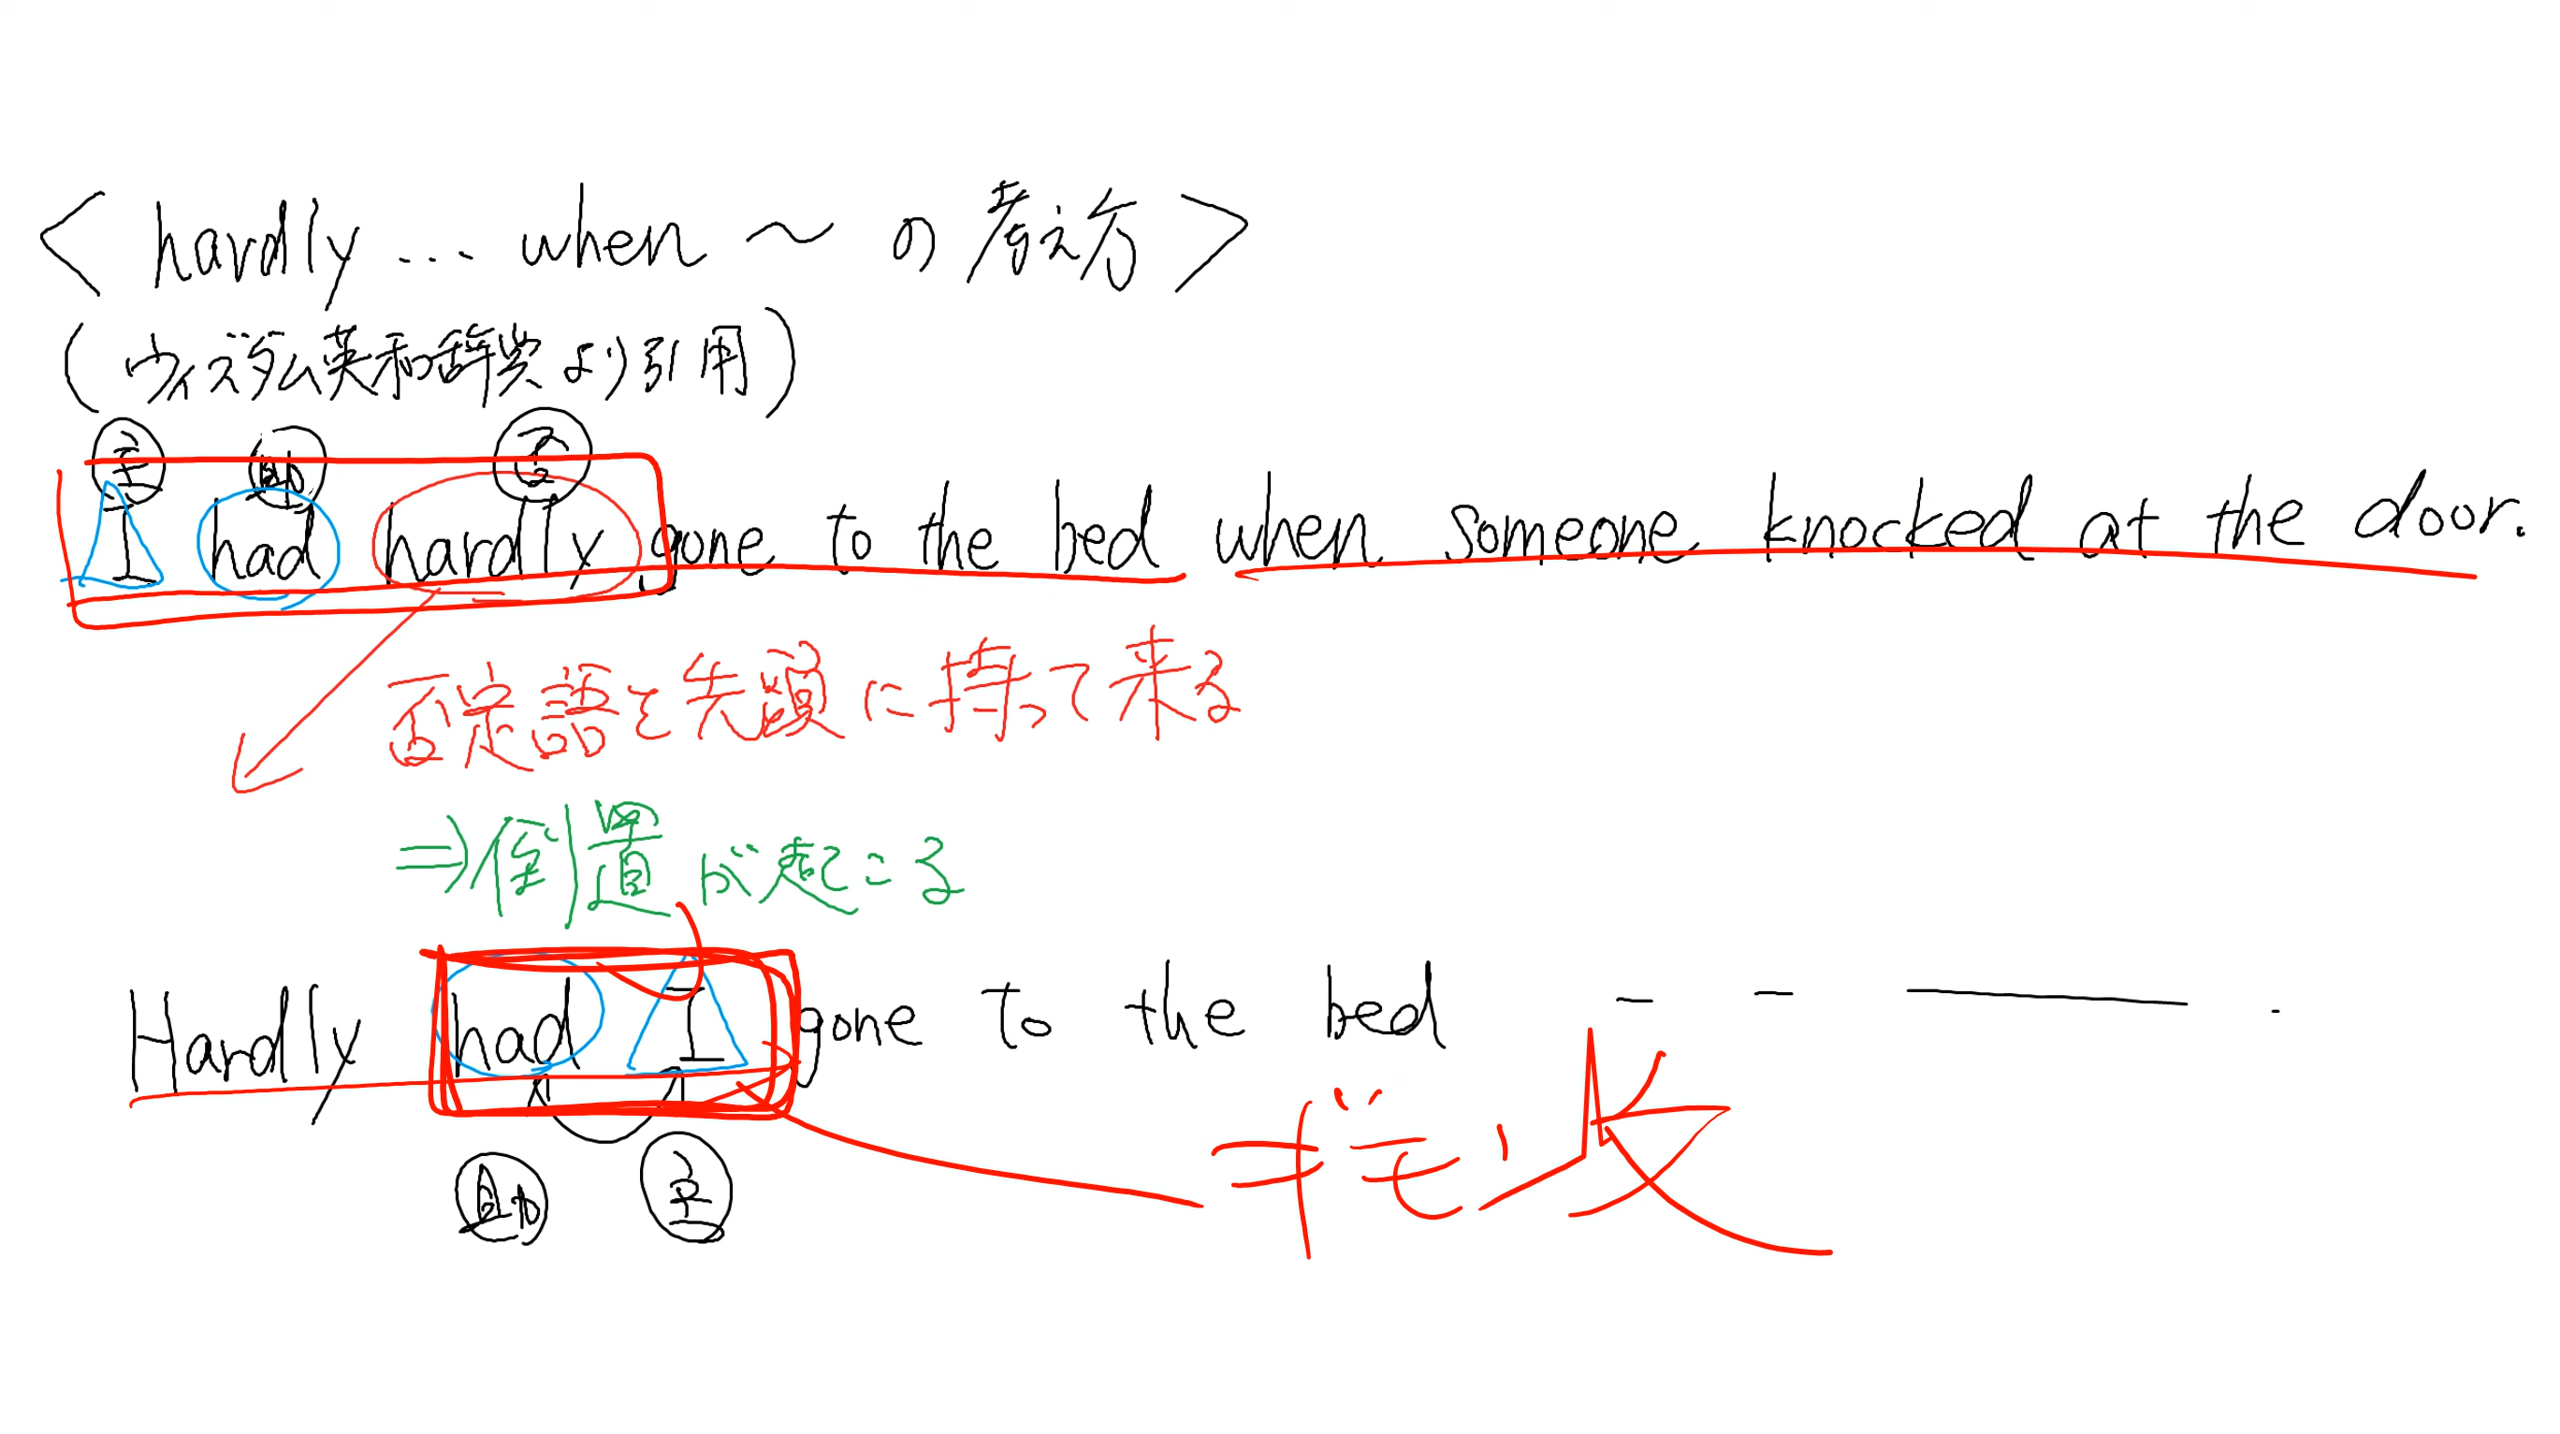 <hardly ... when ～ の考え方>
(ウィズダム英和辞典より引用)
主 助 否
I had hardly gone to the bed when someone knocked at the door.
否定語を先頭に持って来る
⇒倒置が起こる
Hardly had I gone to the bed - - ― .
助 主
ギモン